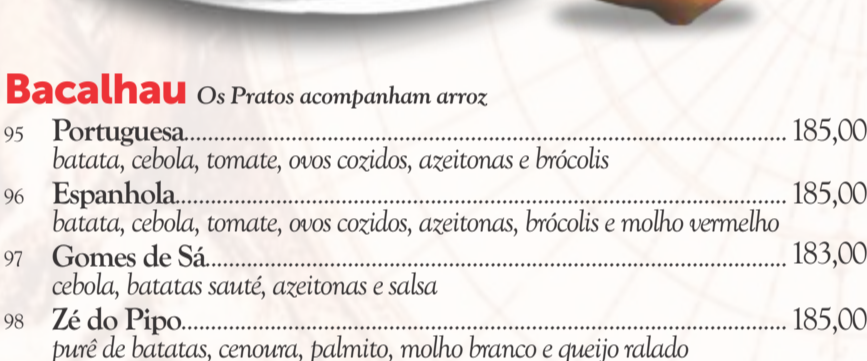 Bacalhau Os Pratos acompanham arroz
95 Portuguesa.......................................................................................... 185,00
batata, cebola, tomate, ovos cozidos, azeitonas e brócolis
96 Espanhola............................................................................................ 185,00
batata, cebola, tomate, ovos cozidos, azeitonas, brócolis e molho vermelho
97 Gomes de Sá....................................................................................... 183,00
cebola, batatas sauté, azeitonas e salsa
98 Zé do Pipo........................................................................................... 185,00
purê de batatas, cenoura, palmito, molho branco e queijo ralado